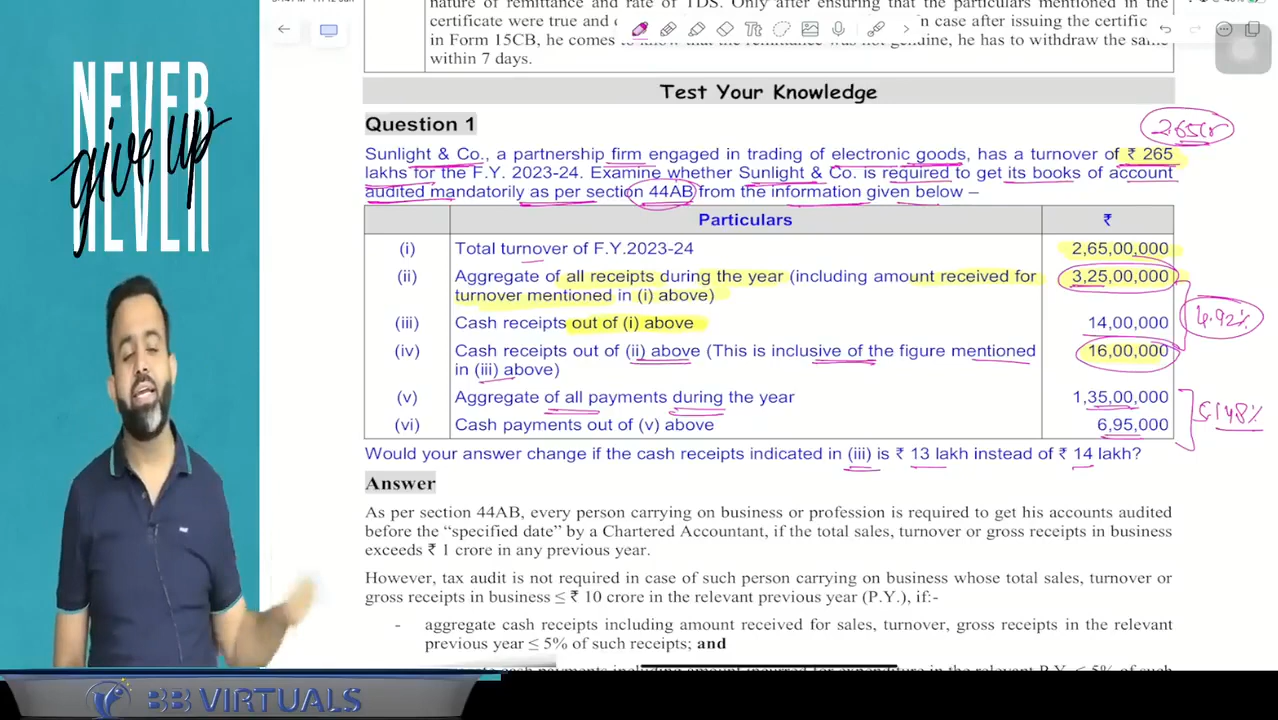 nature of remittance and rate of TDS. Only after ensuring that the particulars mentioned in the
certificate were true and
In case after issuing the certific
in Form 15CB, he comes to know that the remittance was not genuine, he has to withdraw the same
within 7 days.
Test Your Knowledge
Question 1
2.65Cr
Sunlight & Co., a partnership firm engaged in trading of electronic goods, has a turnover of ₹ 265
lakhs for the F.Y. 2023-24. Examine whether Sunlight & Co. is required to get its books of account
audited mandatorily as per section 44AB from the information given below –
Particulars ₹
(i) Total turnover of F.Y.2023-24 2,65,00,000
(ii) Aggregate of all receipts during the year (including amount received for 3,25,00,000
turnover mentioned in (i) above)
4.92%
(iii) Cash receipts out of (i) above 14,00,000
(iv) Cash receipts out of (ii) above (This is inclusive of the figure mentioned 16,00,000
in (iii) above)
(v) Aggregate of all payments during the year 1,35,00,000
5.148%
(vi) Cash payments out of (v) above 6,95,000
Would your answer change if the cash receipts indicated in (iii) is ₹ 13 lakh instead of ₹ 14 lakh?
Answer
As per section 44AB, every person carrying on business or profession is required to get his accounts audited
before the “specified date” by a Chartered Accountant, if the total sales, turnover or gross receipts in business
exceeds ₹ 1 crore in any previous year.
However, tax audit is not required in case of such person carrying on business whose total sales, turnover or
gross receipts in business ≤ ₹ 10 crore in the relevant previous year (P.Y.), if:-
- aggregate cash receipts including amount received for sales, turnover, gross receipts in the relevant
previous year ≤ 5% of such receipts; and
NEVER
give up
NEVER
BB VIRTUALS